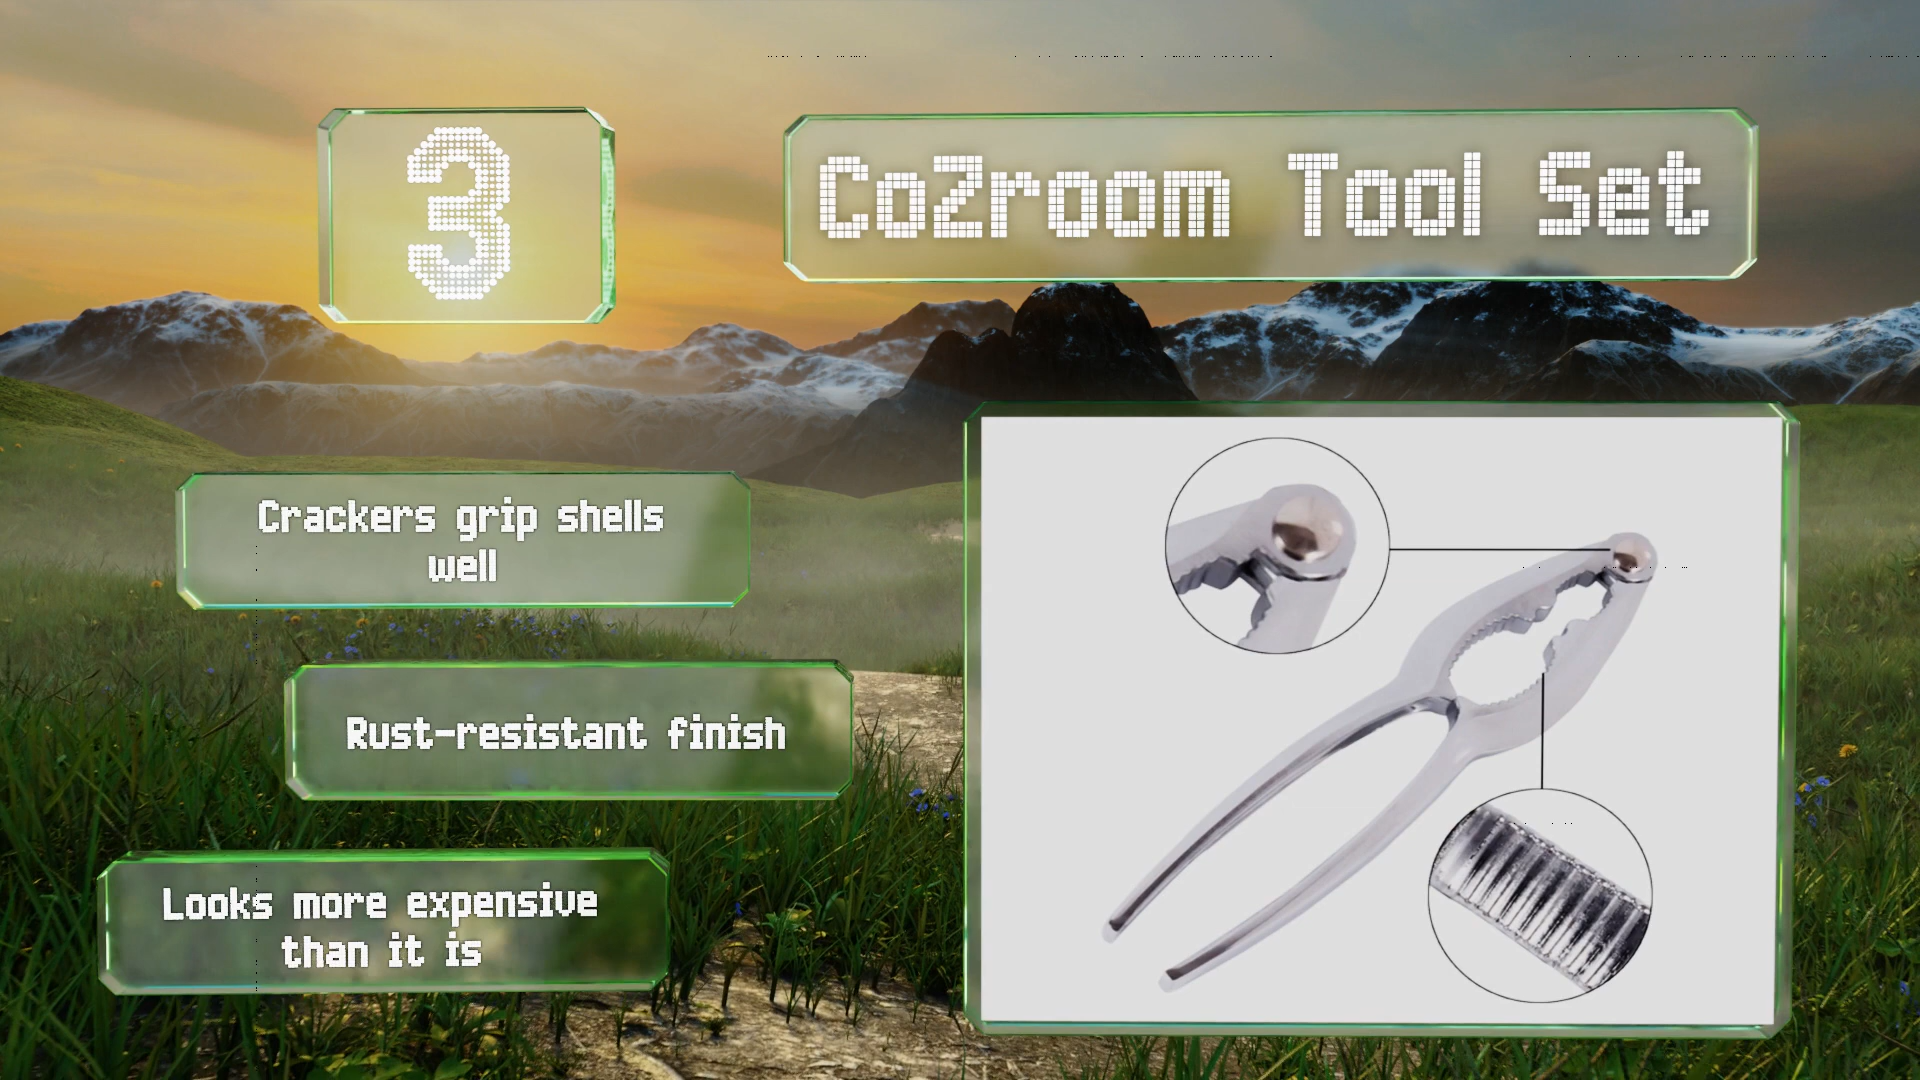 3
CoZroom Tool Set
Crackers grip shells
well
Rust-resistant finish
Looks more expensive
than it is